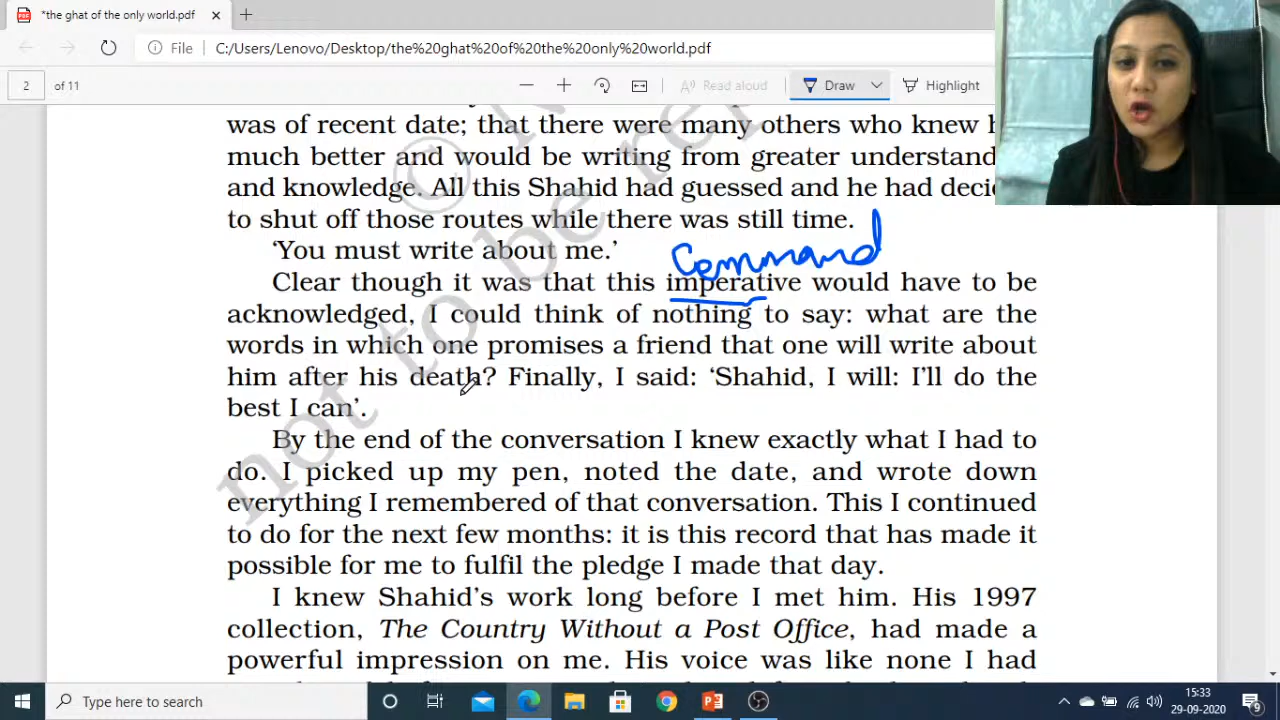 *the ghat of the only world.pdf
File C:/Users/Lenovo/Desktop/the%20ghat%20of%20the%20only%20world.pdf
2 of 11 Read aloud Draw Highlight
was of recent date; that there were many others who knew h
much better and would be writing from greater understand
and knowledge. All this Shahid had guessed and he had deci
to shut off those routes while there was still time.
‘You must write about me.’
Command
Clear though it was that this imperative would have to be
acknowledged, I could think of nothing to say: what are the
words in which one promises a friend that one will write about
him after his death? Finally, I said: ‘Shahid, I will: I’ll do the
best I can’.
By the end of the conversation I knew exactly what I had to
do. I picked up my pen, noted the date, and wrote down
everything I remembered of that conversation. This I continued
to do for the next few months: it is this record that has made it
possible for me to fulfil the pledge I made that day.
I knew Shahid’s work long before I met him. His 1997
collection, The Country Without a Post Office, had made a
powerful impression on me. His voice was like none I had
© N
not to be rep
Type here to search
15:33
29-09-2020
9